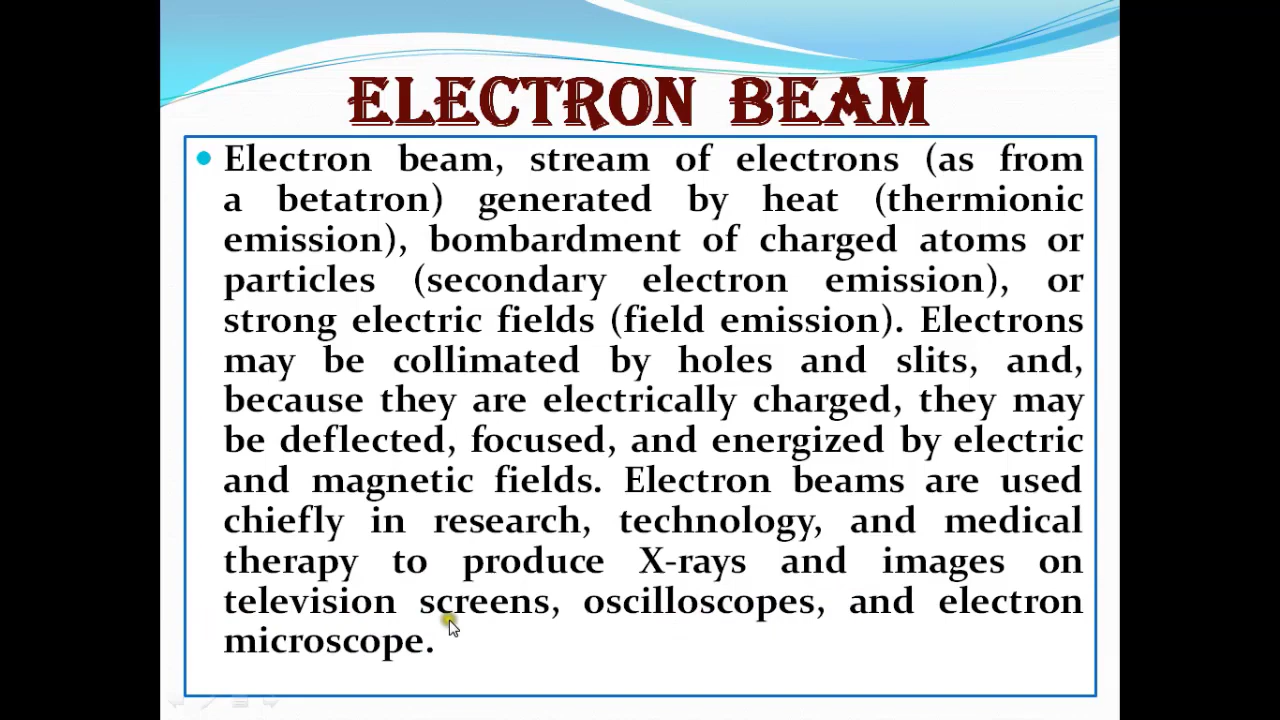 ELECTRON BEAM
Electron beam, stream of electrons (as from
a betatron) generated by heat (thermionic
emission), bombardment of charged atoms or
particles (secondary electron emission), or
strong electric fields (field emission). Electrons
may be collimated by holes and slits, and,
because they are electrically charged, they may
be deflected, focused, and energized by electric
and magnetic fields. Electron beams are used
chiefly in research, technology, and medical
therapy to produce X-rays and images on
television screens, oscilloscopes, and electron
microscope.